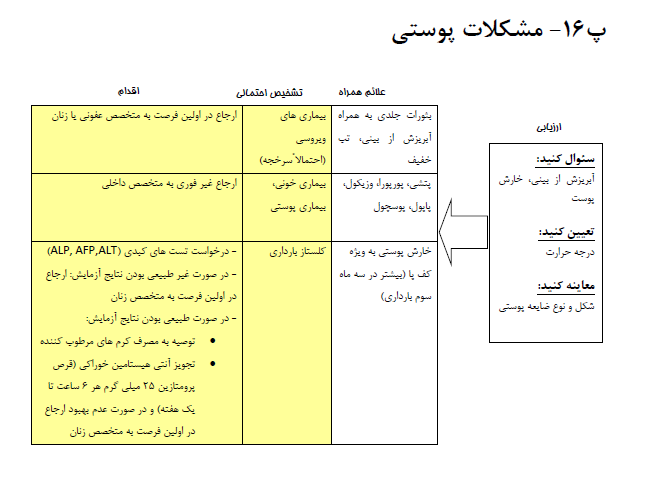 پ۱۶- مشکلات پوستی
ارزیابی
سئوال کنید:
آبریزش از بینی، خارش
پوست
تعیین کنید:
درجه حرارت
معاینه کنید:
شکل و نوع ضایعه پوستی
علائم همراه
تشخیص احتمالی
اقدام
بثورات جلدی به همراه
آبریزش از بینی، تب
خفیف
بیماری های
ویروسی
(احتمالاً سرخجه)
ارجاع در اولین فرصت به متخصص عفونی یا زنان
پتشی، پورپورا، وزیکول،
پاپول، پوسچول
بیماری خونی،
بیماری پوستی
ارجاع غیر فوری به متخصص داخلی
خارش پوستی به ویژه
کف پا (بیشتر در سه ماه
سوم بارداری)
کلستاز بارداری
- درخواست تست های کبدی (ALP, AFP,ALT)
- در صورت غیر طبیعی بودن نتایج آزمایش: ارجاع
در اولین فرصت به متخصص زنان
- در صورت طبیعی بودن نتایج آزمایش:
• توصیه به مصرف کرم های مرطوب کننده
• تجویز آنتی هیستامین خوراکی (قرص
پرومتازین ۲۵ میلی گرم هر ۶ ساعت تا
یک هفته) و در صورت عدم بهبود ارجاع
در اولین فرصت به متخصص زنان